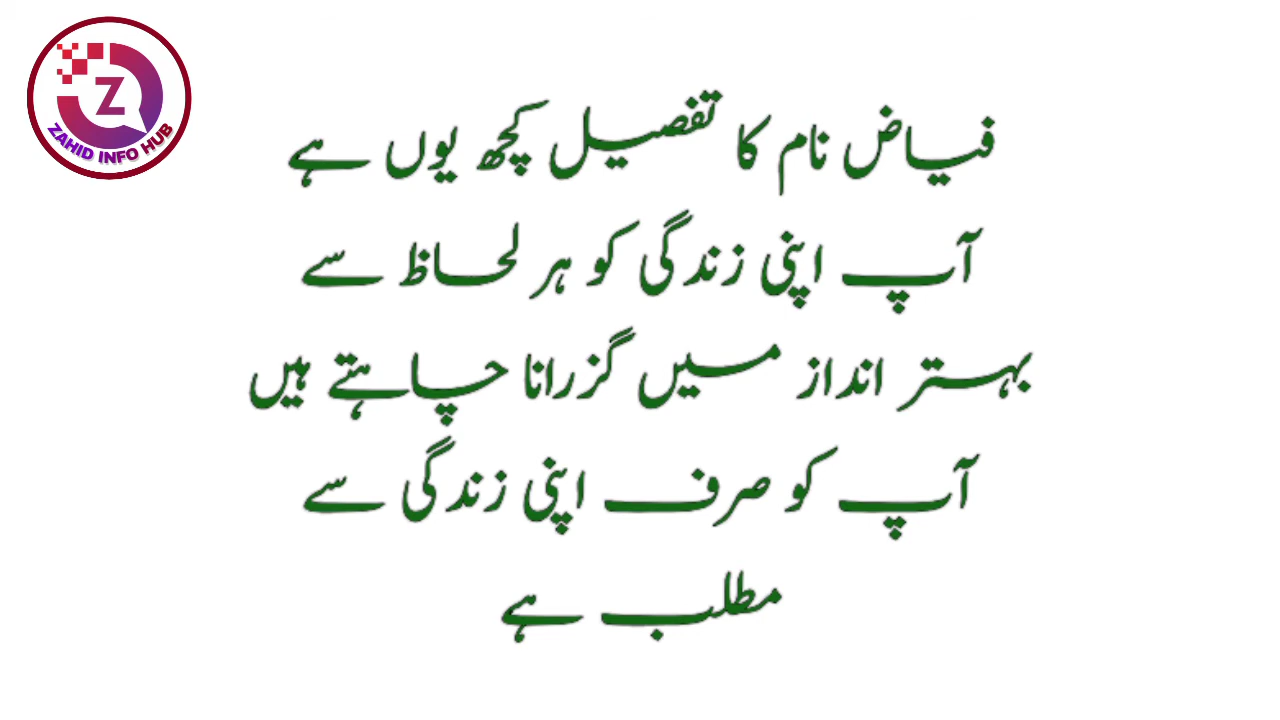 Z
ZAHID INFO HUB
فیاض نام کا تفصیل کچھ یوں ہے
آپ اپنی زندگی کو ہر لحاظ سے
بہتر انداز میں گزرانا چاہتے ہیں
آپ کو صرف اپنی زندگی سے
مطلب ہے